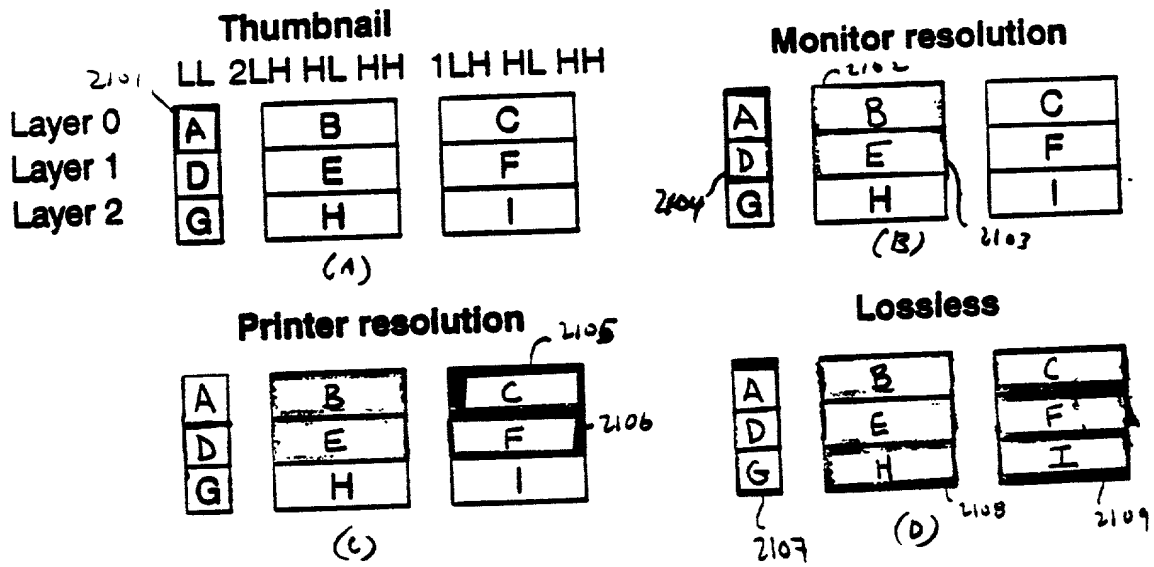 Thumbnail
2101 LL 2LH HL HH 1LH HL HH
Layer 0 A B C
Layer 1 D E F
Layer 2 G H I
(A)
Monitor resolution
2102
A B C
D E F
2104 G H I
(B) 2103
Printer resolution
2105
A B C
D E F 2106
G H I
(C)
Lossless
A B C
D E F
G H I
2107 (D) 2108 2109